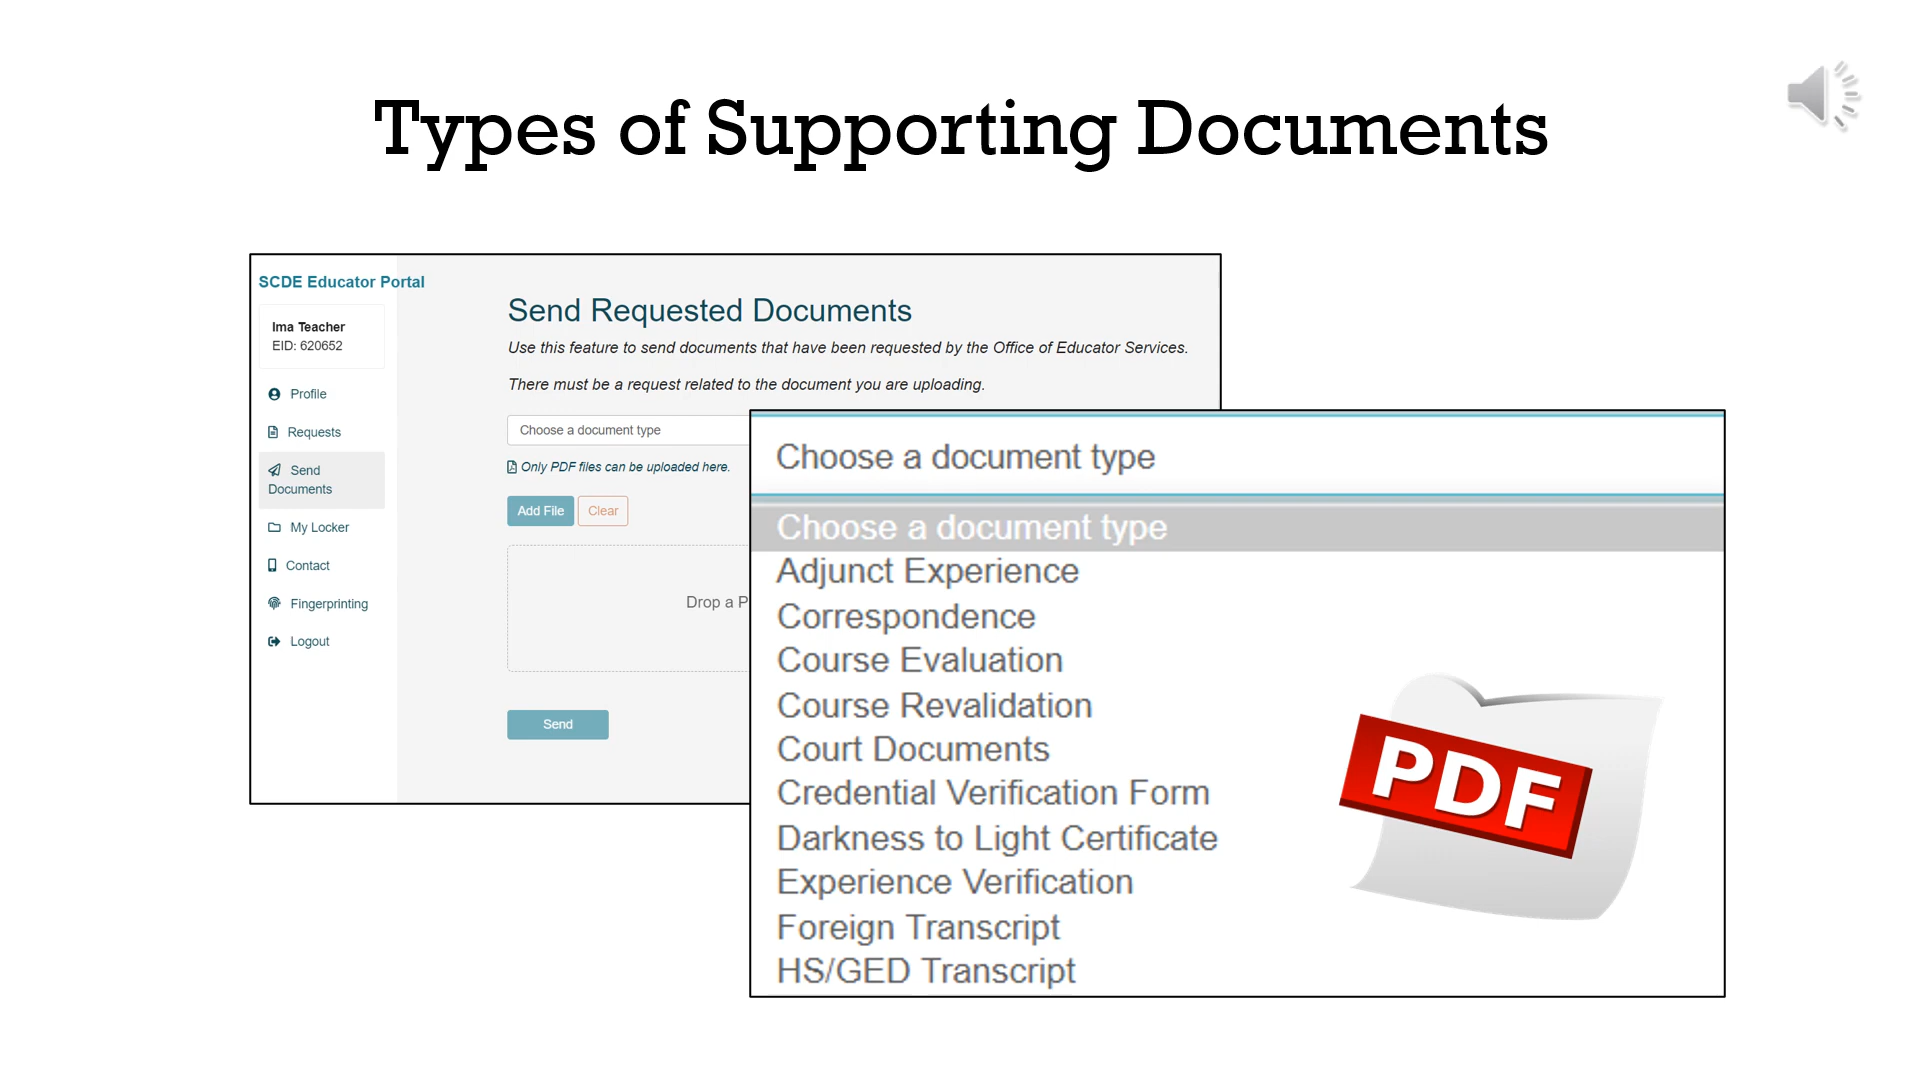 Types of Supporting Documents
SCDE Educator Portal
Ima Teacher
EID: 620652
Profile
Requests
Send
Documents
My Locker
Contact
Fingerprinting
Logout
Send Requested Documents
Use this feature to send documents that have been requested by the Office of Educator Services.
There must be a request related to the document you are uploading.
Choose a document type
Only PDF files can be uploaded here.
Add File Clear
Drop a P
Send
Choose a document type
Choose a document type
Adjunct Experience
Correspondence
Course Evaluation
Course Revalidation
Court Documents
Credential Verification Form
Darkness to Light Certificate
Experience Verification
Foreign Transcript
HS/GED Transcript
PDF